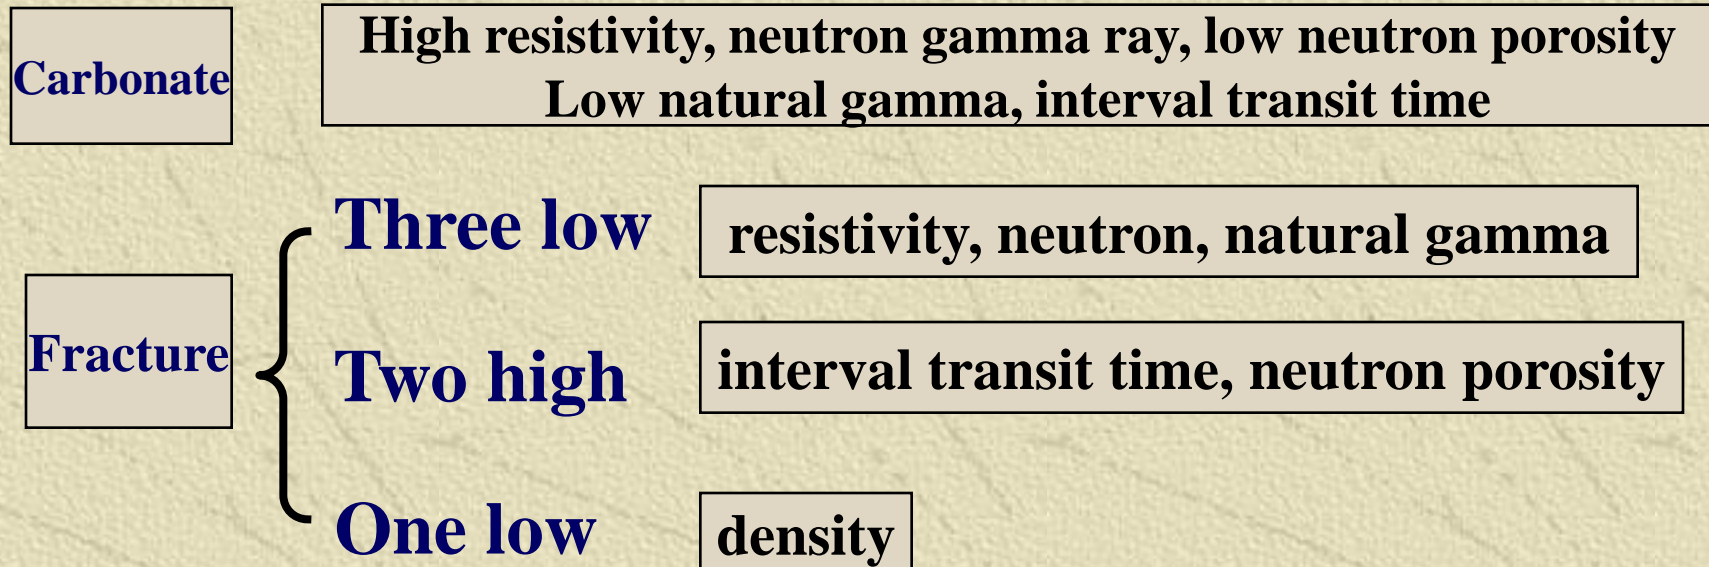 Carbonate
High resistivity, neutron gamma ray, low neutron porosity
Low natural gamma, interval transit time
Fracture
Three low
resistivity, neutron, natural gamma
Two high
interval transit time, neutron porosity
One low
density